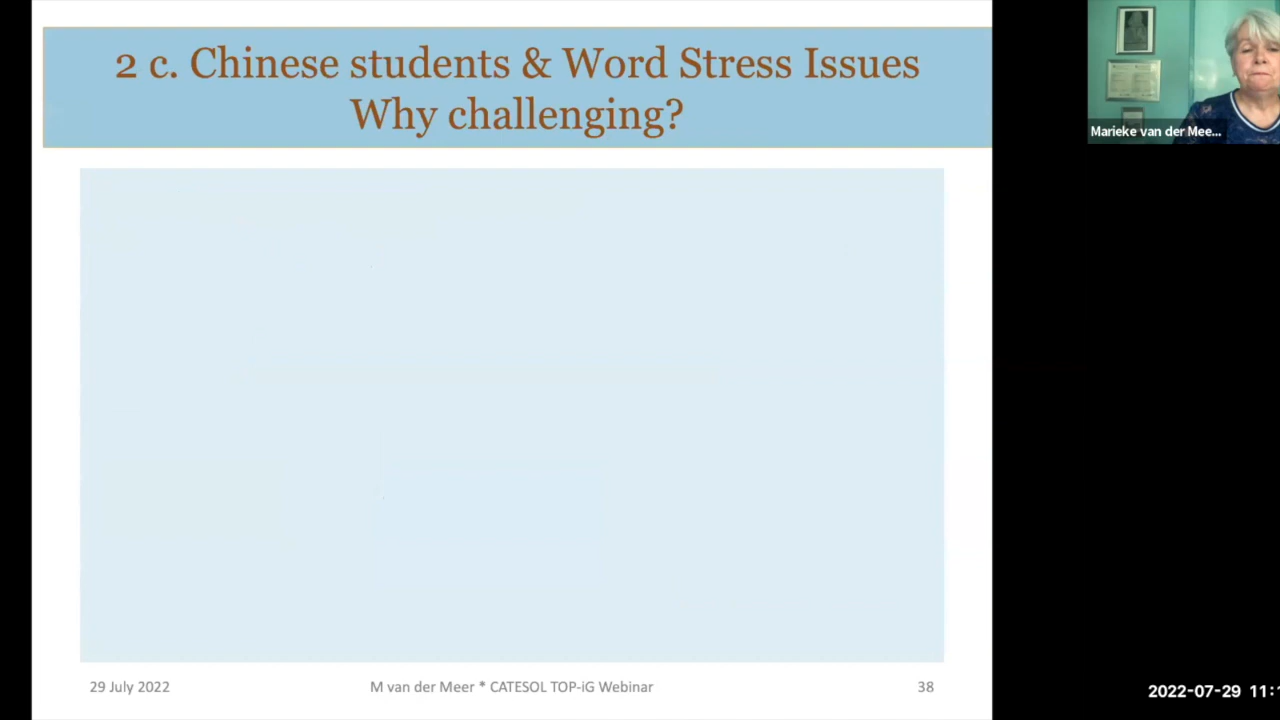 2 c. Chinese students & Word Stress Issues
Why challenging?
Marieke van der Mee...
29 July 2022
M van der Meer * CATESOL TOP-iG Webinar
38
2022-07-29 11:1